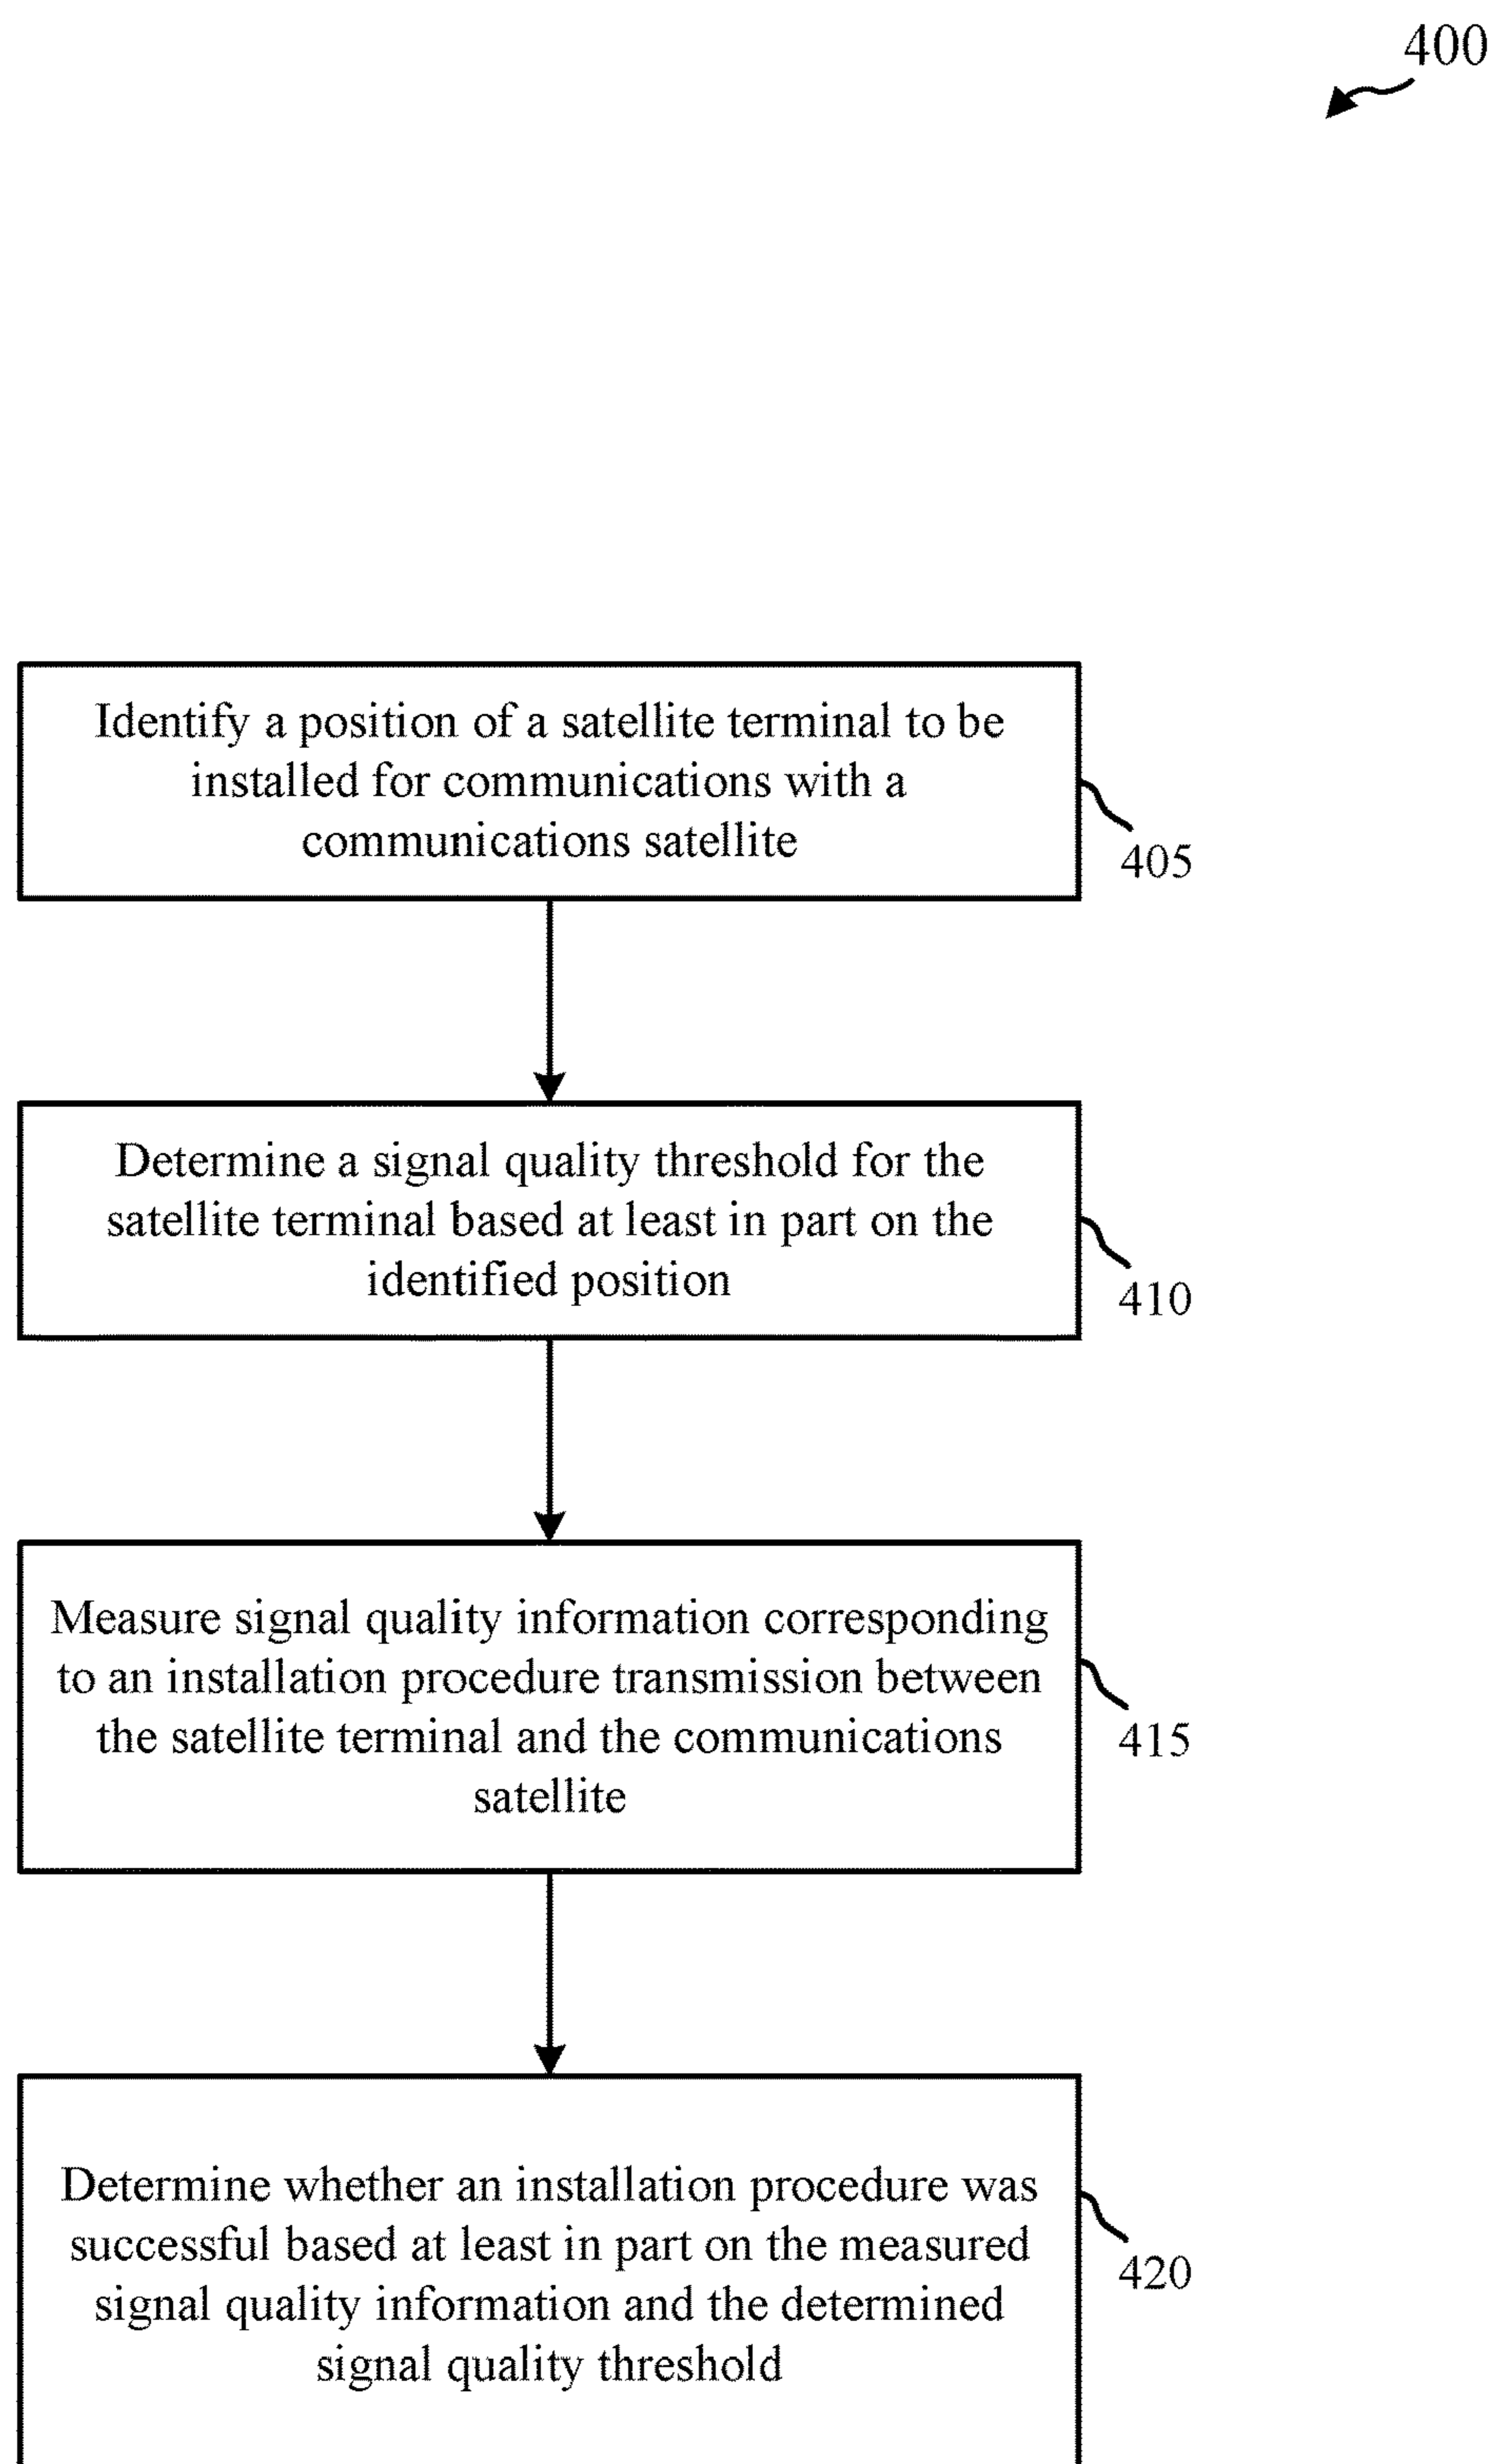 400
Identify a position of a satellite terminal to be
installed for communications with a
communications satellite
405
Determine a signal quality threshold for the
satellite terminal based at least in part on the
identified position
410
Measure signal quality information corresponding
to an installation procedure transmission between
the satellite terminal and the communications
satellite
415
Determine whether an installation procedure was
successful based at least in part on the measured
signal quality information and the determined
signal quality threshold
420